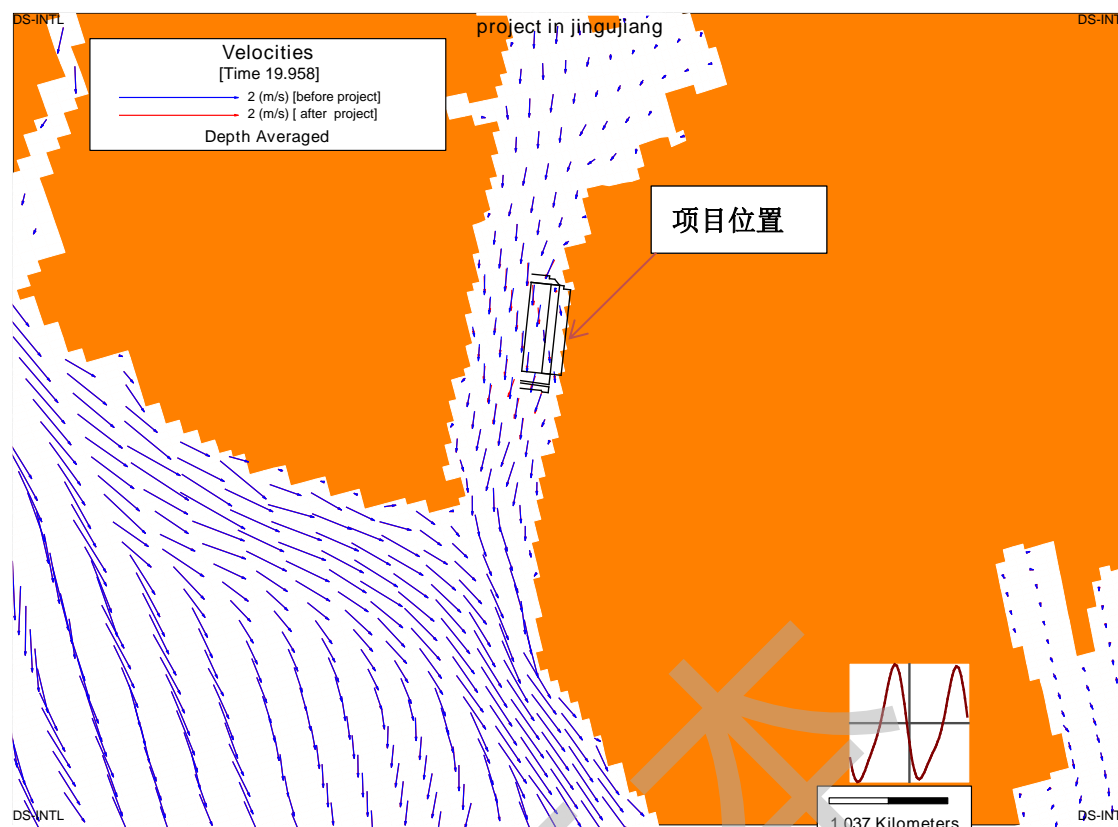 DS-INTL
project in jingujiang
DS-INT
Velocities
[Time 19.958]
2 (m/s) [before project]
2 (m/s) [ after project]
Depth Averaged
项目位置
1.037 Kilometers
DS-INTL
DS-INT